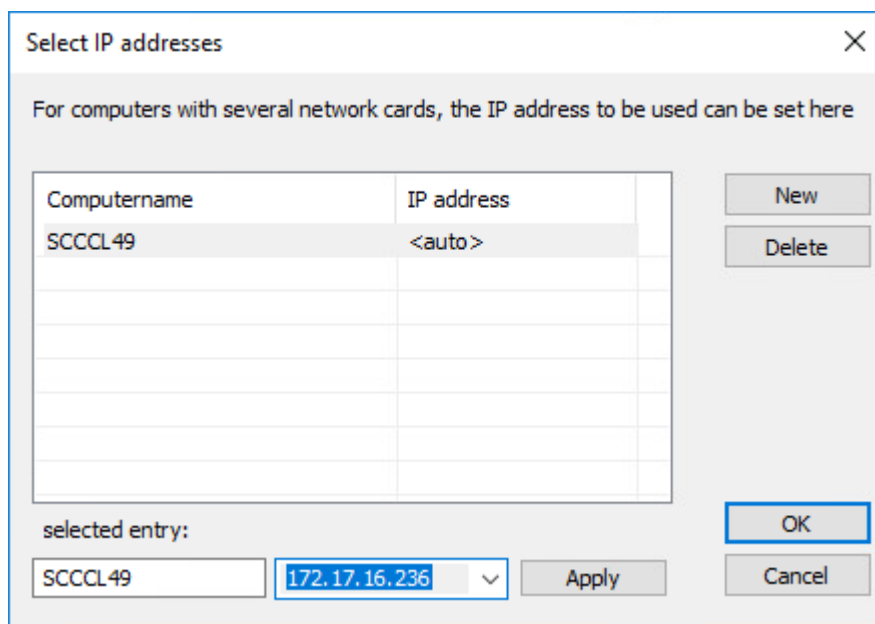 Select IP addresses
For computers with several network cards, the IP address to be used can be set here
Computername IP address
SCCCL49 <auto>
New
Delete
selected entry:
SCCCL49 172.17.16.236 Apply
OK
Cancel